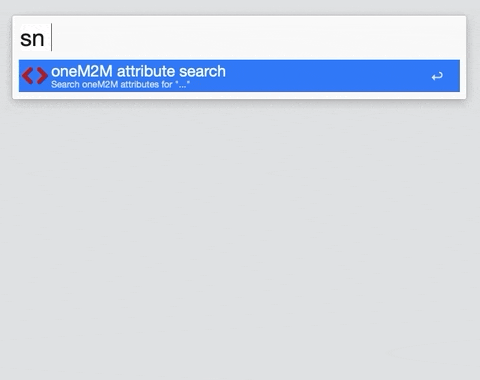 sn
oneM2M attribute search
Search oneM2M attributes for "..."